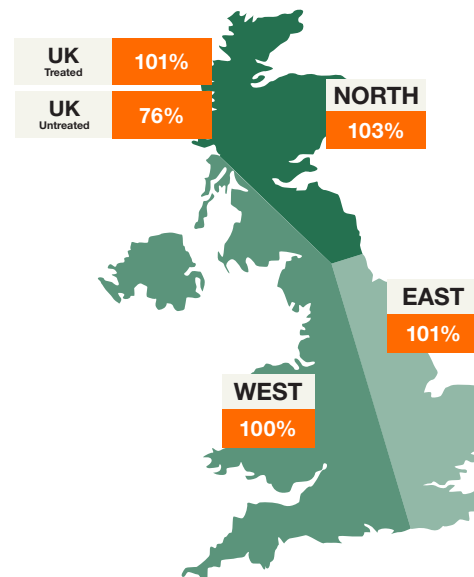 UK
Treated
101%
UK
Untreated
76%
NORTH
103%
EAST
101%
WEST
100%